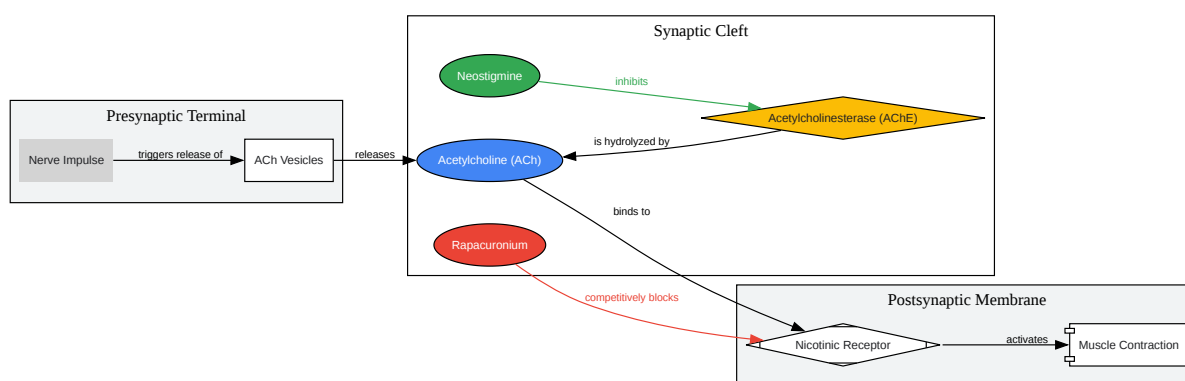 Synaptic Cleft
Neostigmine
inhibits
Acetylcholinesterase (AChE)
Presynaptic Terminal
Nerve Impulse
triggers release of
ACh Vesicles
releases
Acetylcholine (ACh)
is hydrolyzed by
binds to
Rapacuronium
competitively blocks
Postsynaptic Membrane
Nicotinic Receptor
activates
Muscle Contraction